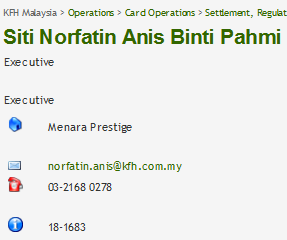 KFH Malaysia > Operations > Card Operations > Settlement, Regulat
Siti Norfatin Anis Binti Pahmi
Executive
Executive
Menara Prestige
norfatin.anis@kfh.com.my
03-2168 0278
18-1683